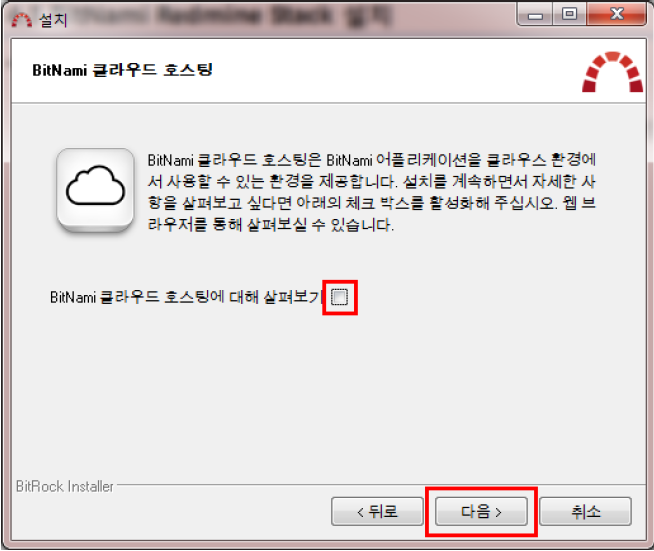 BitNami Redmine Stack 설치
설치
BitNami 클라우드 호스팅
BitNami 클라우드 호스팅은 BitNami 어플리케이션을 클라우스 환경에
서 사용할 수 있는 환경을 제공합니다. 설치를 계속하면서 자세한 사
항을 살펴보고 싶다면 아래의 체크 박스를 활성화해 주십시오. 웹 브
라우저를 통해 살펴보실 수 있습니다.
BitNami 클라우드 호스팅에 대해 살펴보기
BitRock Installer
< 뒤로
다음 >
취소